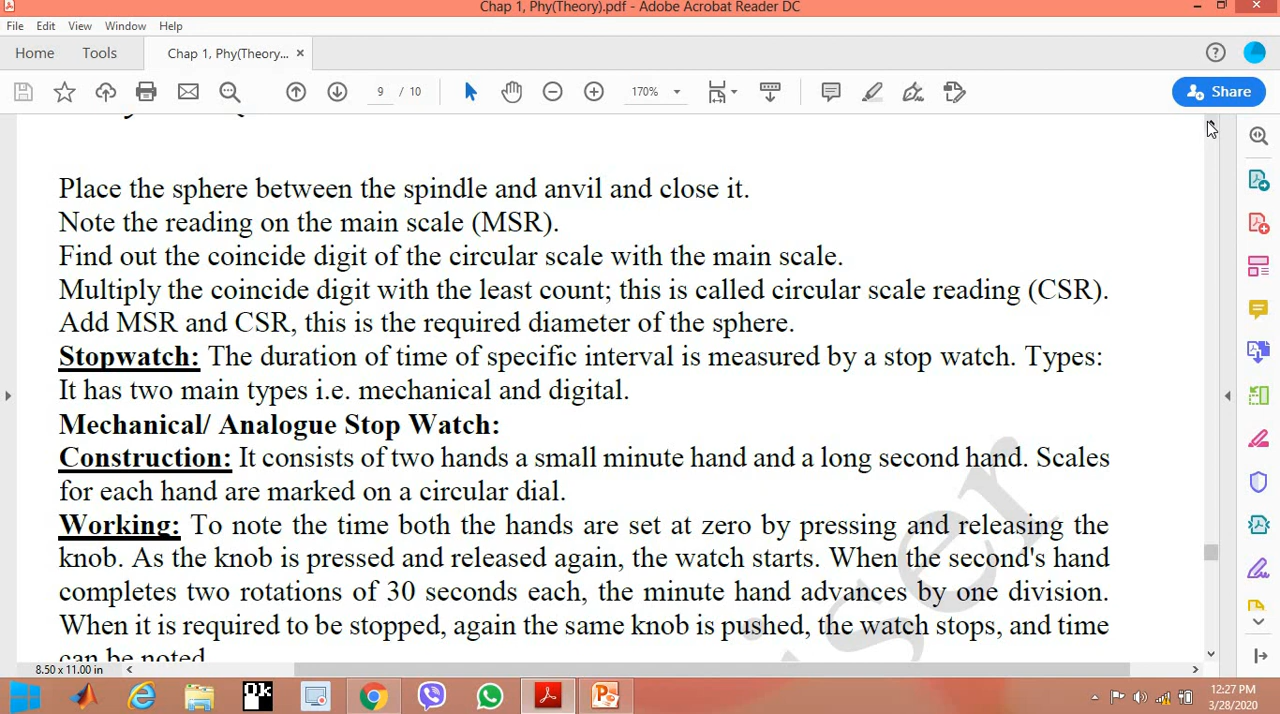 Chap 1, Phy(Theory).pdf - Adobe Acrobat Reader DC
File Edit View Window Help
Home Tools Chap 1, Phy(Theory... ×
9 / 10 170% Share
Place the sphere between the spindle and anvil and close it.
Note the reading on the main scale (MSR).
Find out the coincide digit of the circular scale with the main scale.
Multiply the coincide digit with the least count; this is called circular scale reading (CSR).
Add MSR and CSR, this is the required diameter of the sphere.
Stopwatch: The duration of time of specific interval is measured by a stop watch. Types:
It has two main types i.e. mechanical and digital.
Mechanical/ Analogue Stop Watch:
Construction: It consists of two hands a small minute hand and a long second hand. Scales
for each hand are marked on a circular dial.
Working: To note the time both the hands are set at zero by pressing and releasing the
knob. As the knob is pressed and released again, the watch starts. When the second's hand
completes two rotations of 30 seconds each, the minute hand advances by one division.
When it is required to be stopped, again the same knob is pushed, the watch stops, and time
can be noted
8.50 x 11.00 in
12:27 PM
3/28/2020